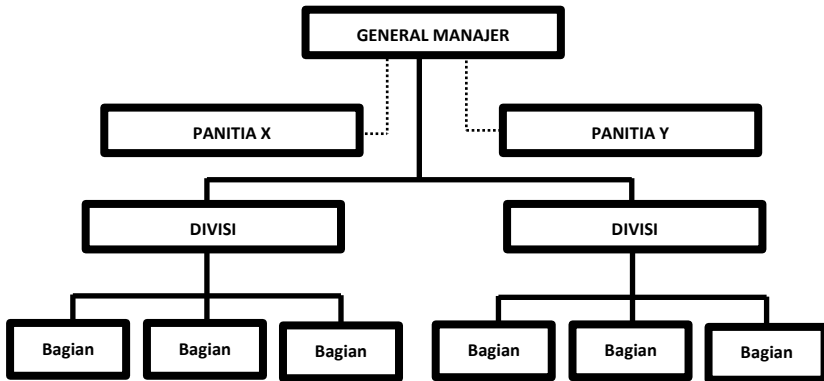 GENERAL MANAJER
PANITIA X
PANITIA Y
DIVISI
DIVISI
Bagian
Bagian
Bagian
Bagian
Bagian
Bagian